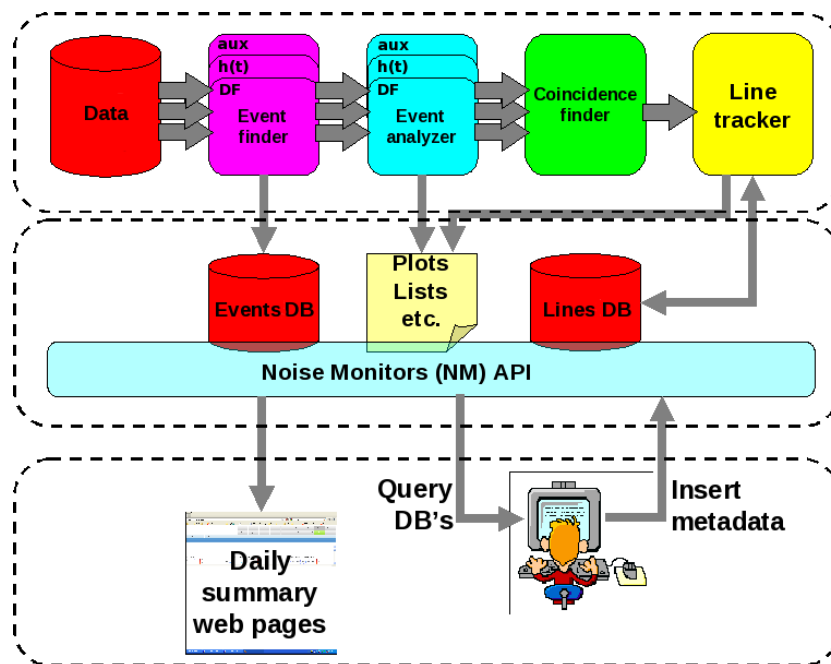 aux
h(t)
DF
Event
finder
aux
h(t)
DF
Event
analyzer
Data
Coincidence
finder
Line
tracker
Events DB
Plots
Lists
etc.
Lines DB
Noise Monitors (NM) API
Query
DB's
Insert
metadata
Daily
summary
web pages